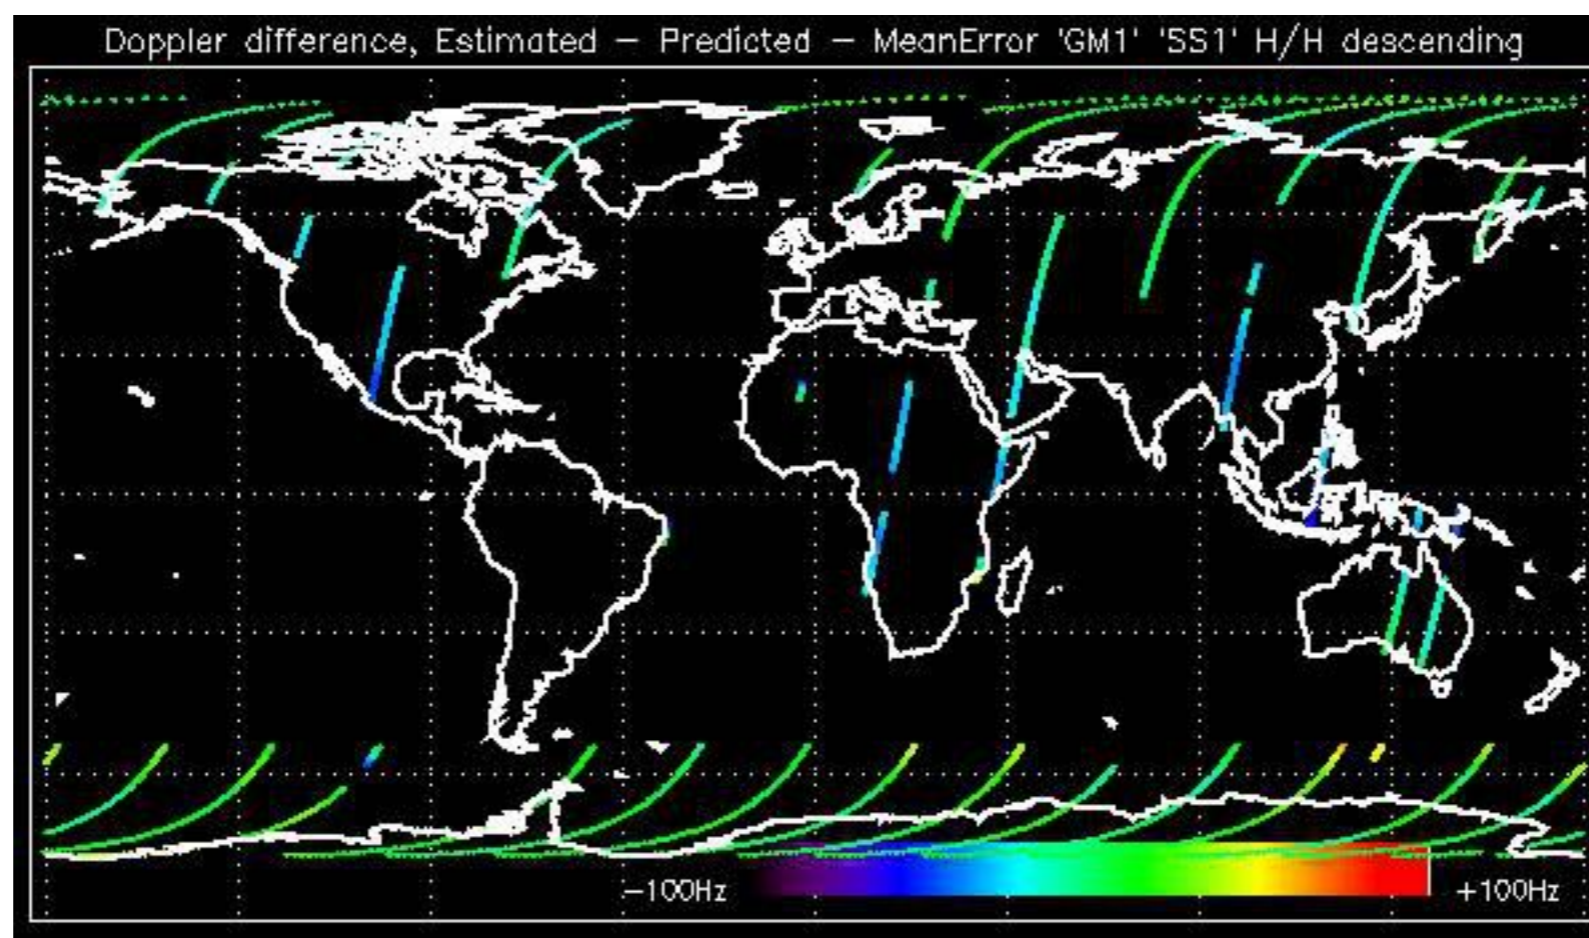 Doppler difference, Estimated – Predicted – MeanError 'GM1' 'SS1' H/H descending
–100Hz +100Hz